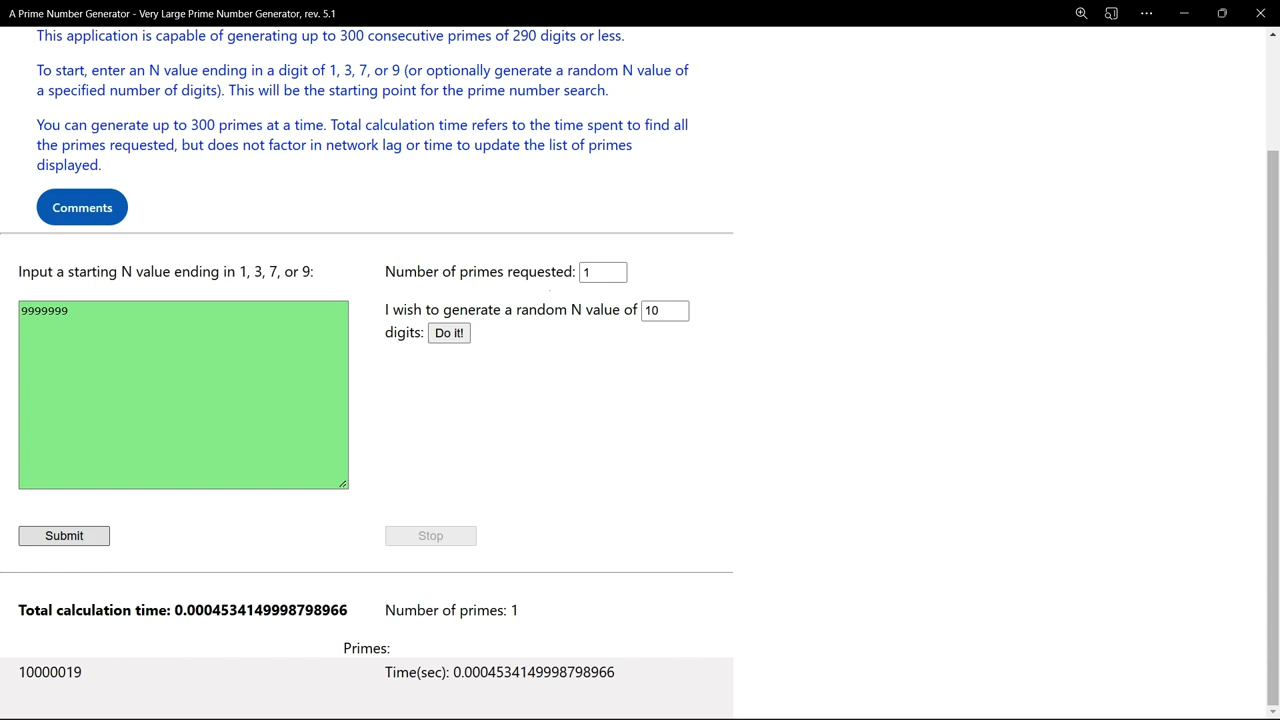 A Prime Number Generator - Very Large Prime Number Generator, rev. 5.1
This application is capable of generating up to 300 consecutive primes of 290 digits or less.
To start, enter an N value ending in a digit of 1, 3, 7, or 9 (or optionally generate a random N value of
a specified number of digits). This will be the starting point for the prime number search.
You can generate up to 300 primes at a time. Total calculation time refers to the time spent to find all
the primes requested, but does not factor in network lag or time to update the list of primes
displayed.
Comments
Input a starting N value ending in 1, 3, 7, or 9:
9999999
Number of primes requested: 1
I wish to generate a random N value of 10
digits: Do it!
Submit
Stop
Total calculation time: 0.0004534149998798966
Number of primes: 1
Primes:
10000019
Time(sec): 0.0004534149998798966